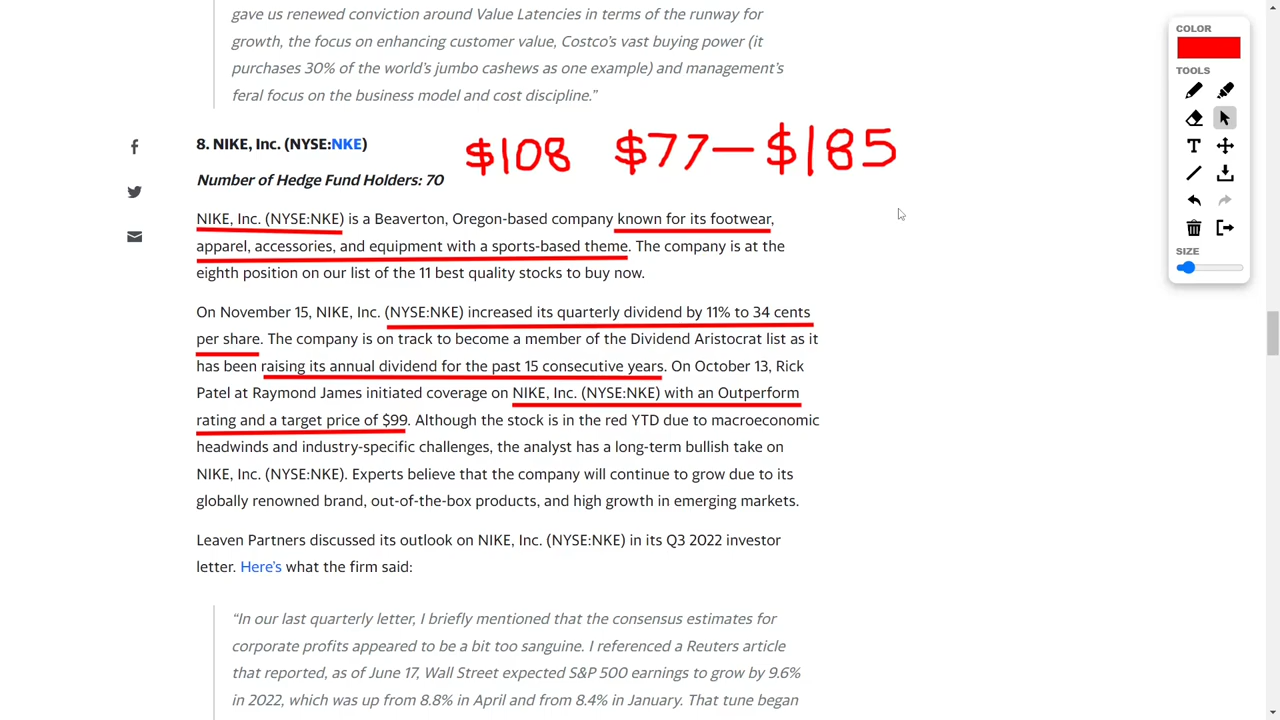 gave us renewed conviction around Value Latencies in terms of the runway for
growth, the focus on enhancing customer value, Costco's vast buying power (it
purchases 30% of the world's jumbo cashews as one example) and management's
feral focus on the business model and cost discipline.”
8. NIKE, Inc. (NYSE:NKE)
$108 $77—$185
Number of Hedge Fund Holders: 70
NIKE, Inc. (NYSE:NKE) is a Beaverton, Oregon-based company known for its footwear,
apparel, accessories, and equipment with a sports-based theme. The company is at the
eighth position on our list of the 11 best quality stocks to buy now.
On November 15, NIKE, Inc. (NYSE:NKE) increased its quarterly dividend by 11% to 34 cents
per share. The company is on track to become a member of the Dividend Aristocrat list as it
has been raising its annual dividend for the past 15 consecutive years. On October 13, Rick
Patel at Raymond James initiated coverage on NIKE, Inc. (NYSE:NKE) with an Outperform
rating and a target price of $99. Although the stock is in the red YTD due to macroeconomic
headwinds and industry-specific challenges, the analyst has a long-term bullish take on
NIKE, Inc. (NYSE:NKE). Experts believe that the company will continue to grow due to its
globally renowned brand, out-of-the-box products, and high growth in emerging markets.
Leaven Partners discussed its outlook on NIKE, Inc. (NYSE:NKE) in its Q3 2022 investor
letter. Here's what the firm said:
“In our last quarterly letter, I briefly mentioned that the consensus estimates for
corporate profits appeared to be a bit too sanguine. I referenced a Reuters article
that reported, as of June 17, Wall Street expected S&P 500 earnings to grow by 9.6%
in 2022, which was up from 8.8% in April and from 8.4% in January. That tune began
COLOR
TOOLS
T
SIZE